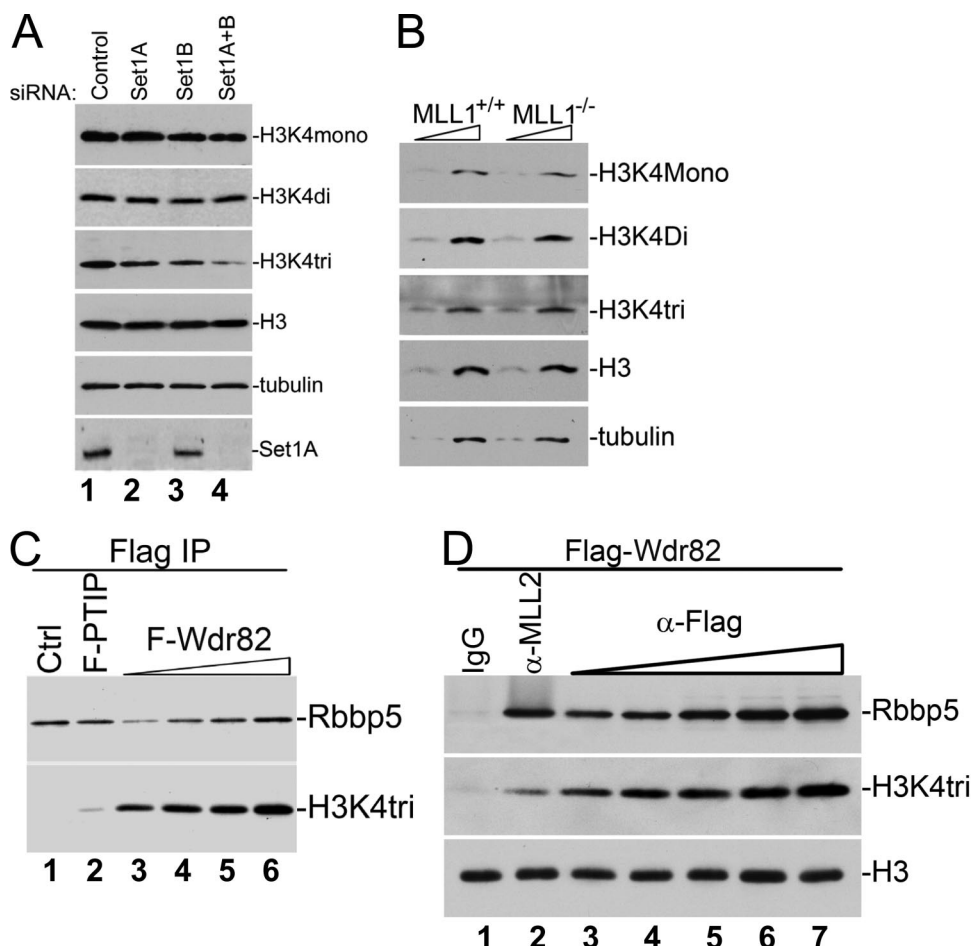 A
siRNA: Control Set1A Set1B Set1A+B
-H3K4mono
-H3K4di
-H3K4tri
-H3
-tubulin
-Set1A
1 2 3 4
B
MLL1+/+ MLL1-/-
-H3K4Mono
-H3K4Di
-H3K4tri
-H3
-tubulin
C
Flag IP
Ctrl F-PTIP F-Wdr82
-Rbbp5
-H3K4tri
1 2 3 4 5 6
D
Flag-Wdr82
IgG α-MLL2 α-Flag
-Rbbp5
-H3K4tri
-H3
1 2 3 4 5 6 7